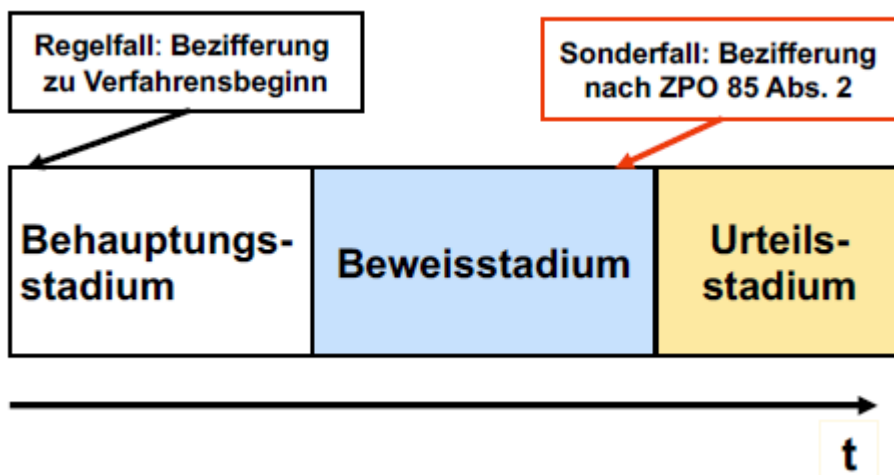 Regelfall: Bezifferung
zu Verfahrensbeginn
Sonderfall: Bezifferung
nach ZPO 85 Abs. 2
Behauptungs-
stadium
Beweisstadium
Urteils-
stadium
t